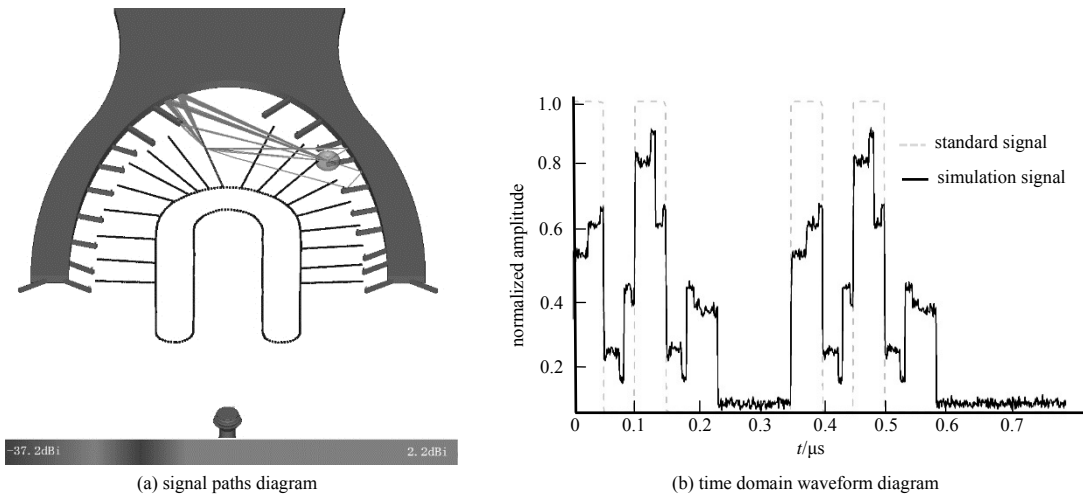 -37.2dBi
2.2dBi
(a) signal paths diagram
normalized amplitude
1.0
0.8
0.6
0.4
0.2
0
0.1
0.2
0.3
0.4
0.5
0.6
0.7
t/μs
standard signal
simulation signal
(b) time domain waveform diagram